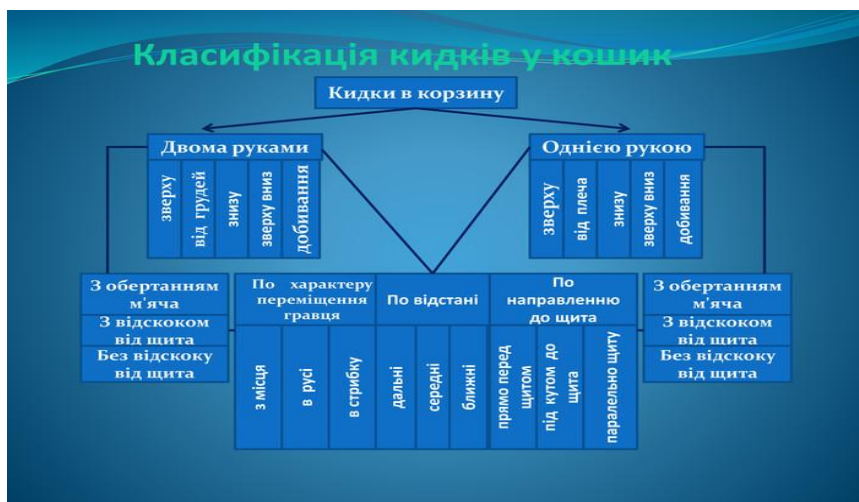 Класифікація кидків у кошик
Кидки в корзину
Двома руками
зверху
від грудей
знизу
зверху вниз
добивання
Однією рукою
зверху
від плеча
знизу
зверху вниз
добивання
З обертанням
м'яча
З відскоком
від щита
Без відскоку
від щита
По характеру
переміщення
гравця
з місця
в русі
в стрибку
По відстані
дальні
середні
ближні
По
направленню
до щита
прямо перед
щитом
під кутом до
щита
паралельно щиту
З обертанням
м'яча
З відскоком
від щита
Без відскоку
від щита